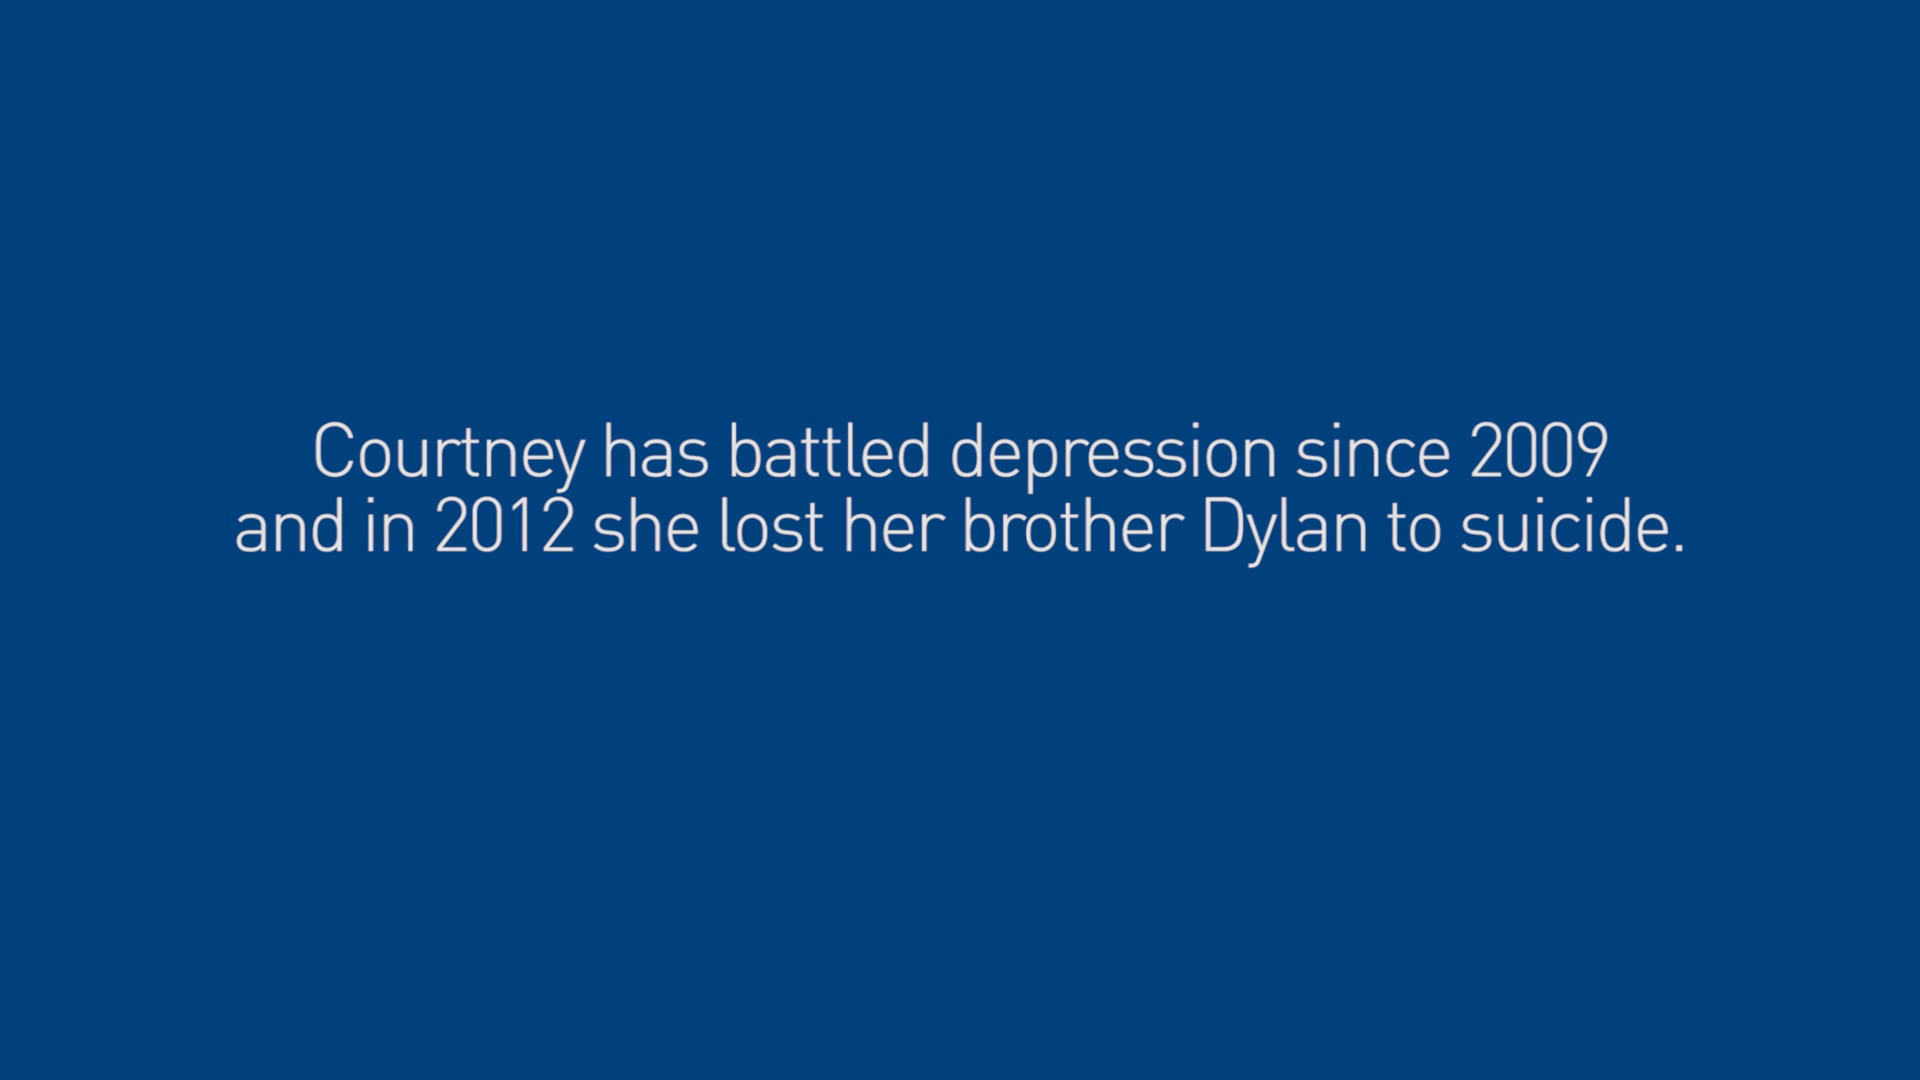 Courtney has battled depression since 2009
and in 2012 she lost her brother Dylan to suicide.